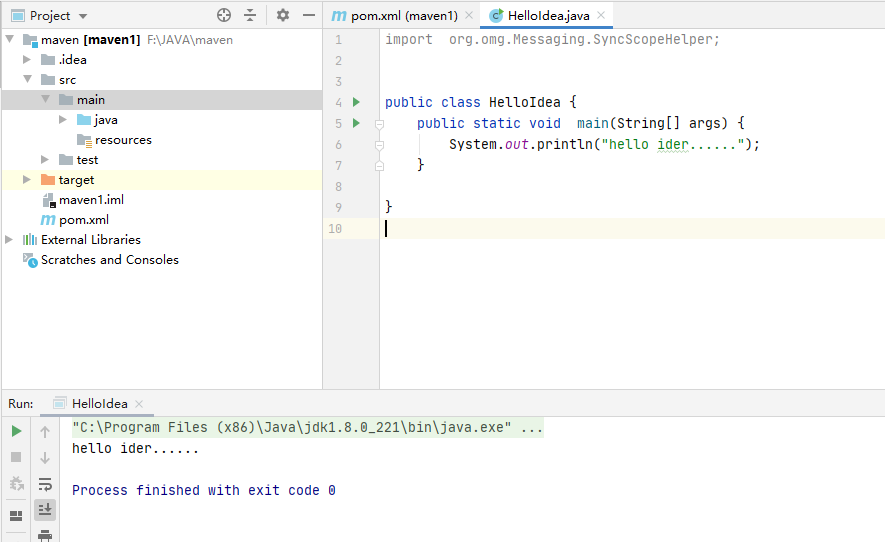 Project
pom.xml (maven1)
HelloIdea.java
maven [maven1] F:\JAVA\maven
.idea
src
main
java
resources
test
target
maven1.iml
pom.xml
External Libraries
Scratches and Consoles
1 import  org.omg.Messaging.SyncScopeHelper;
2
3
4 public class HelloIdea {
5 public static void  main(String[] args) {
6 System.out.println("hello ider......");
7 }
8
9 }
10
Run: HelloIdea
"C:\Program Files (x86)\Java\jdk1.8.0_221\bin\java.exe" ...
hello ider......
Process finished with exit code 0